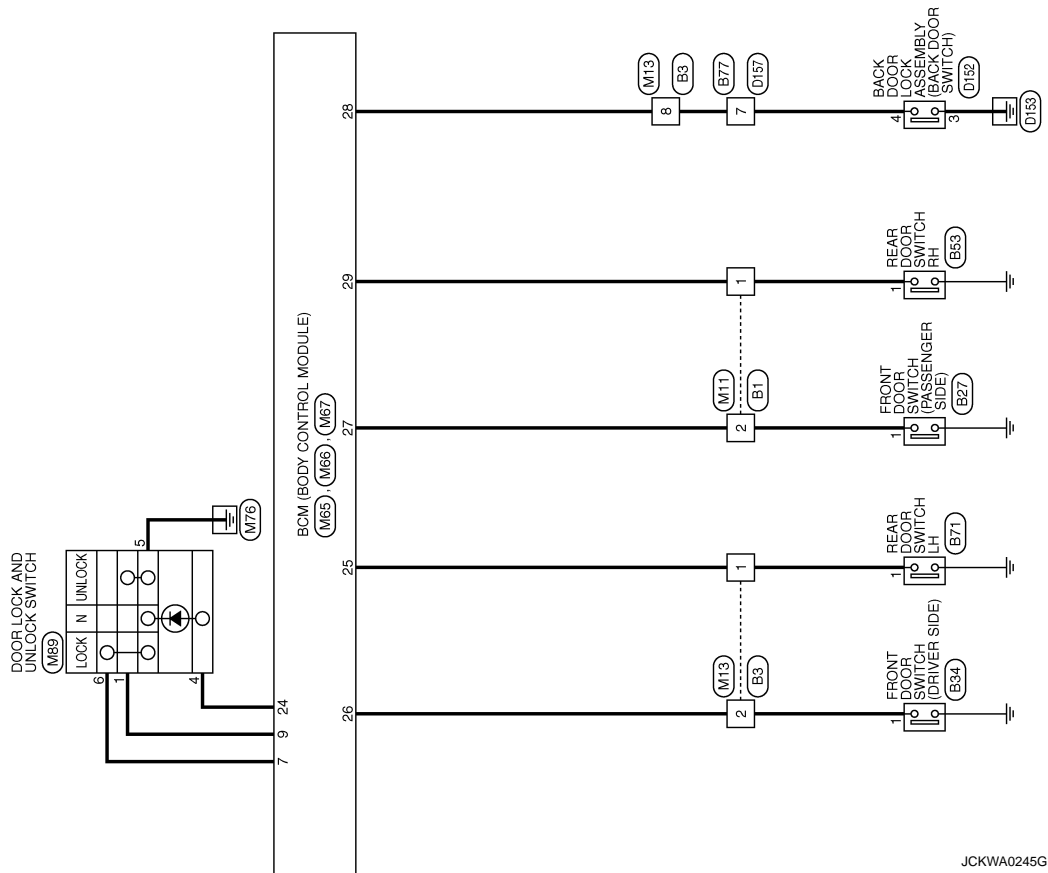 DOOR LOCK AND
UNLOCK SWITCH
M89
LOCK
N
UNLOCK
6
1
4
5
M76
7
9
24
BCM (BODY CONTROL MODULE)
M65 , M66 , M67
26
25
27
29
28
M13
B3
2
1
M11
B1
2
1
M13
B3
8
B77
D157
7
1
FRONT
DOOR
SWITCH
(DRIVER SIDE)
B34
1
REAR
DOOR
SWITCH
LH
B71
1
FRONT
DOOR
SWITCH
(PASSENGER
SIDE)
B27
1
REAR
DOOR
SWITCH
RH
B53
4
3
BACK
DOOR
LOCK
ASSEMBLY
(BACK DOOR
SWITCH)
D152
D153
JCKWA0245G